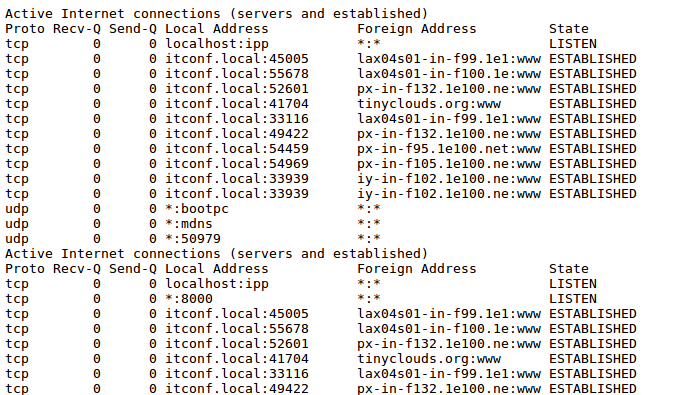 Active Internet connections (servers and established)
Proto Recv-Q Send-Q Local Address           Foreign Address         State
tcp        0      0 localhost:ipp           *:*                     LISTEN
tcp        0      0 itconf.local:45005      lax04s01-in-f99.1e1:www ESTABLISHED
tcp        0      0 itconf.local:55678      lax04s01-in-f100.1e:www ESTABLISHED
tcp        0      0 itconf.local:52601      px-in-f132.1e100.ne:www ESTABLISHED
tcp        0      0 itconf.local:41704      tinyclouds.org:www      ESTABLISHED
tcp        0      0 itconf.local:33116      lax04s01-in-f99.1e1:www ESTABLISHED
tcp        0      0 itconf.local:49422      px-in-f132.1e100.ne:www ESTABLISHED
tcp        0      0 itconf.local:54459      px-in-f95.1e100.net:www ESTABLISHED
tcp        0      0 itconf.local:54969      px-in-f105.1e100.ne:www ESTABLISHED
tcp        0      0 itconf.local:33939      iy-in-f102.1e100.ne:www ESTABLISHED
tcp        0      0 itconf.local:33939      iy-in-f102.1e100.ne:www ESTABLISHED
udp        0      0 *:bootpc                *:*
udp        0      0 *:mdns                  *:*
udp        0      0 *:50979                 *:*
Active Internet connections (servers and established)
Proto Recv-Q Send-Q Local Address           Foreign Address         State
tcp        0      0 localhost:ipp           *:*                     LISTEN
tcp        0      0 *:8000                  *:*                     LISTEN
tcp        0      0 itconf.local:45005      lax04s01-in-f99.1e1:www ESTABLISHED
tcp        0      0 itconf.local:55678      lax04s01-in-f100.1e:www ESTABLISHED
tcp        0      0 itconf.local:52601      px-in-f132.1e100.ne:www ESTABLISHED
tcp        0      0 itconf.local:41704      tinyclouds.org:www      ESTABLISHED
tcp        0      0 itconf.local:33116      lax04s01-in-f99.1e1:www ESTABLISHED
tcp        0      0 itconf.local:49422      px-in-f132.1e100.ne:www ESTABLISHED